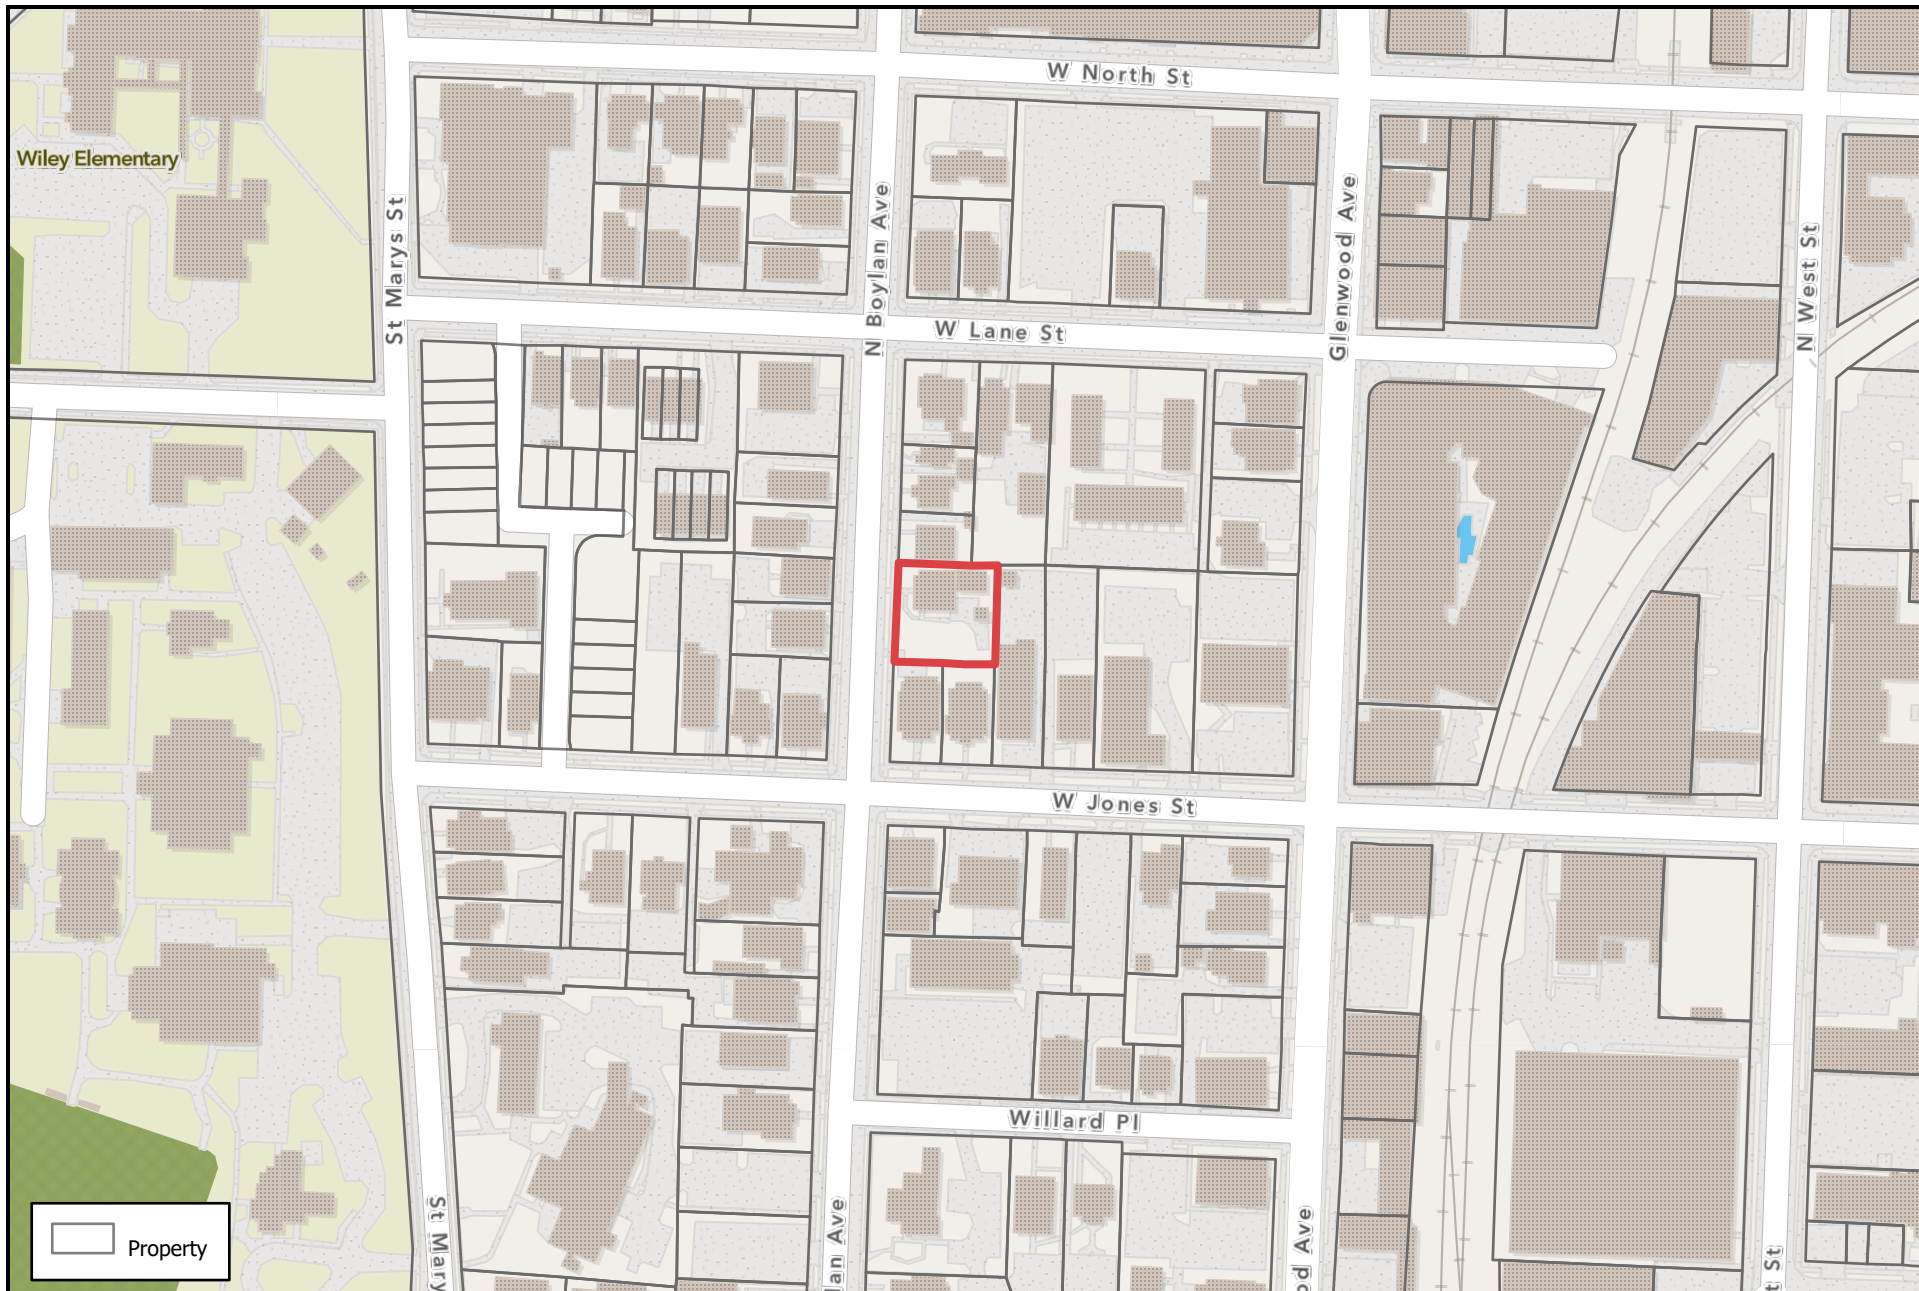 W North St
Wiley Elementary
St Marys St
N Boylan Ave
Glenwood Ave
N West St
W Lane St
W Jones St
Willard Pl
St Mary
lan Ave
od Ave
t St
Property